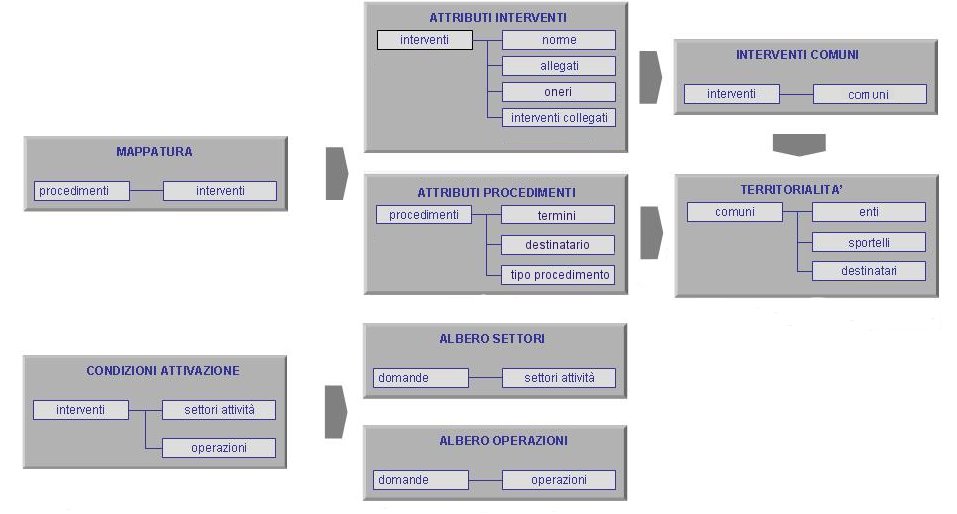 MAPPATURA
procedimenti
interventi
ATTRIBUTI INTERVENTI
interventi
norme
allegati
oneri
interventi collegati
ATTRIBUTI PROCEDIMENTI
procedimenti
termini
destinatario
tipo procedimento
INTERVENTI COMUNI
interventi
comuni
TERRITORIALITA'
comuni
enti
sportelli
destinatari
CONDIZIONI ATTIVAZIONE
interventi
settori attività
operazioni
ALBERO SETTORI
domande
settori attività
ALBERO OPERAZIONI
domande
operazioni